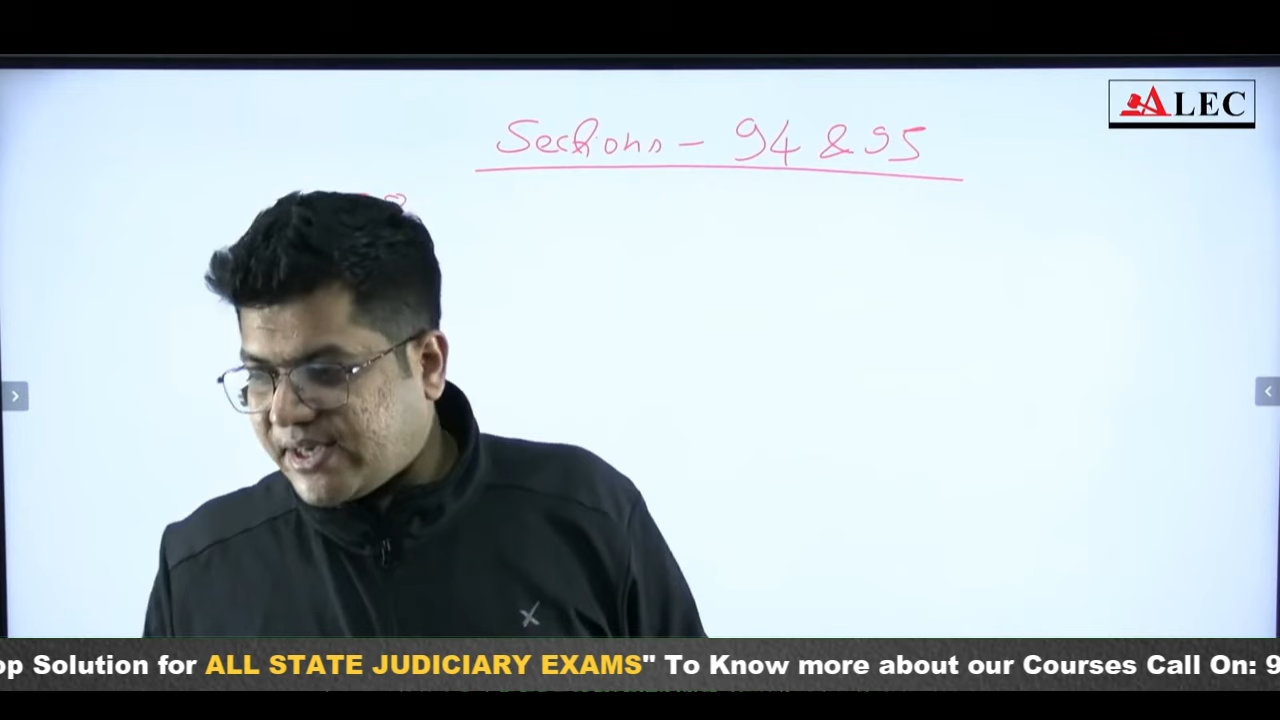 ALEC
Sections - 94 & 95
op Solution for ALL STATE JUDICIARY EXAMS" To Know more about our Courses Call On: 9